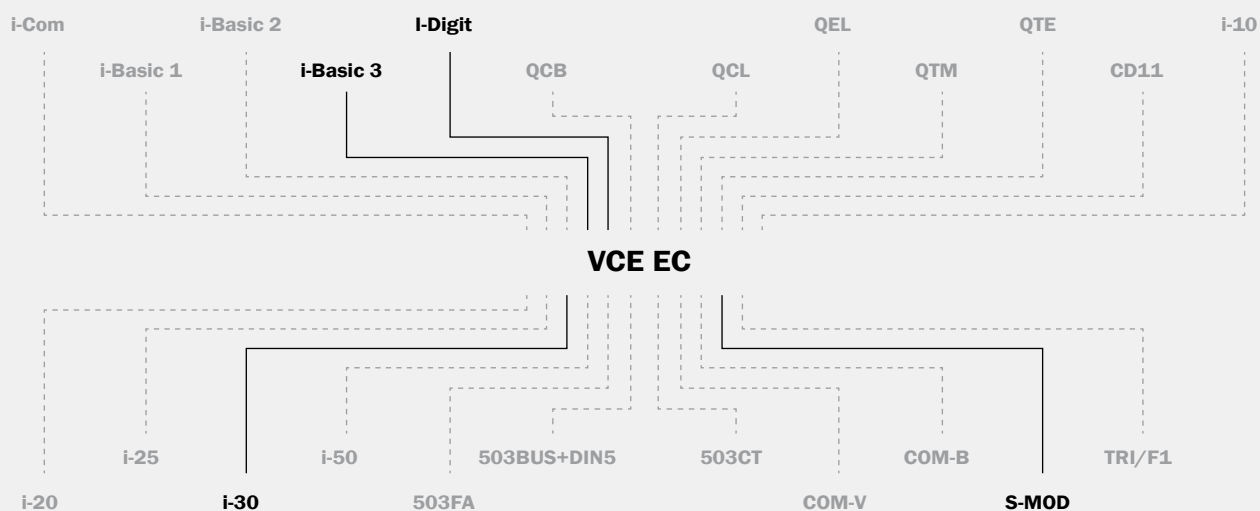 i-Com i-Basic 2 I-Digit QEL QTE i-10
i-Basic 1 i-Basic 3 QCB QCL QTM CD11
VCE EC
i-25 i-50 503BUS+DIN5 503CT COM-B TRI/F1
i-20 i-30 503FA COM-V S-MOD